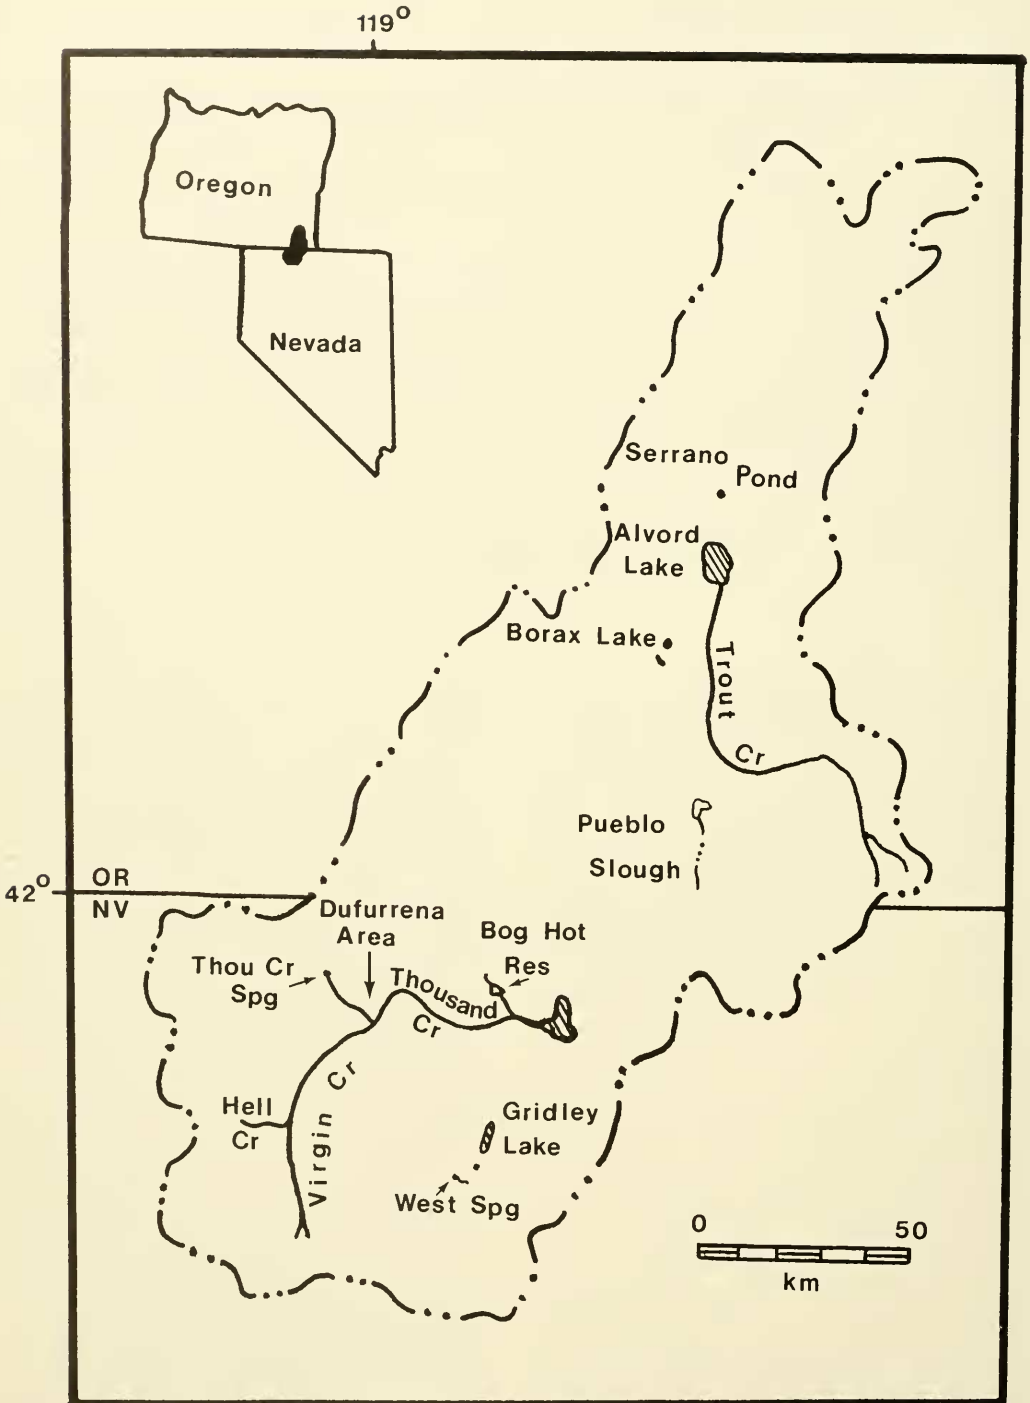 119°
Oregon
Nevada
Serrano
Pond
Alvord
Lake
Borax Lake
Trout
Cr
Pueblo
Slough
42°
OR
NV
Dufurrena
Area
Bog Hot
Res
Thou Cr
Spg
Thousand
Cr
Hell
Cr
Virgin Cr
Gridley
Lake
West Spg
0 50
km